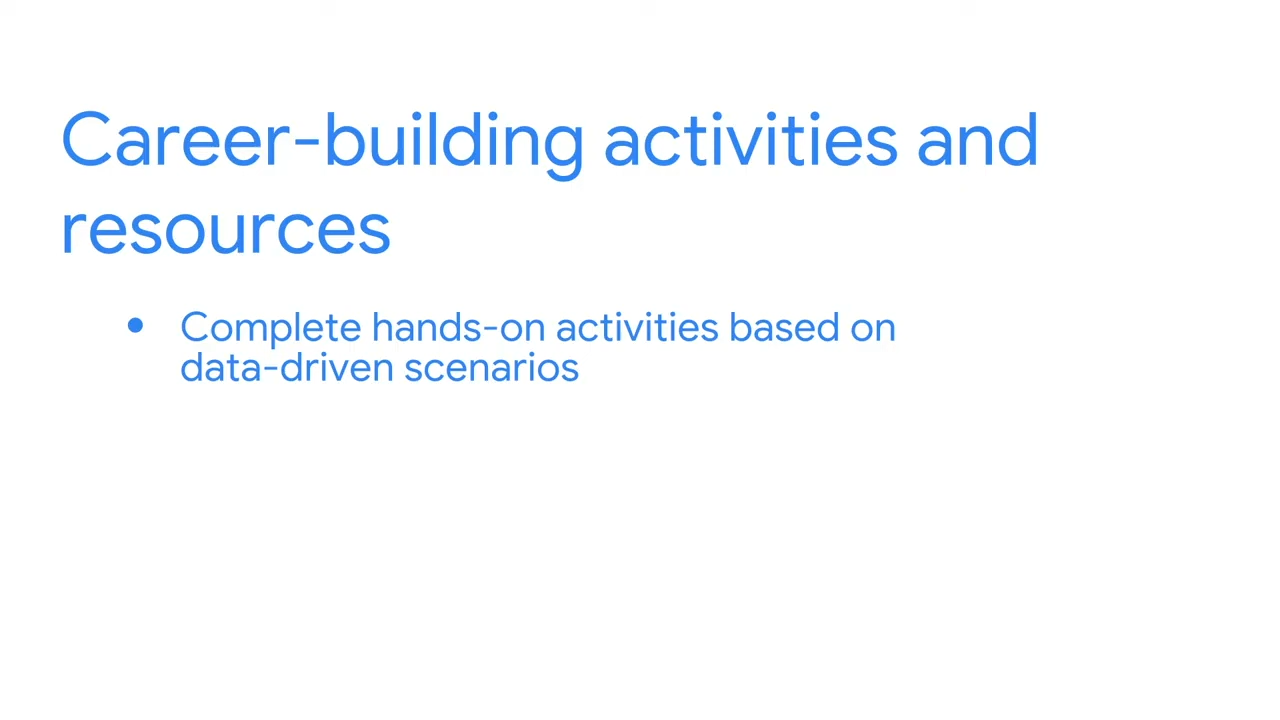 Career-building activities and
resources
• Complete hands-on activities based on
data-driven scenarios